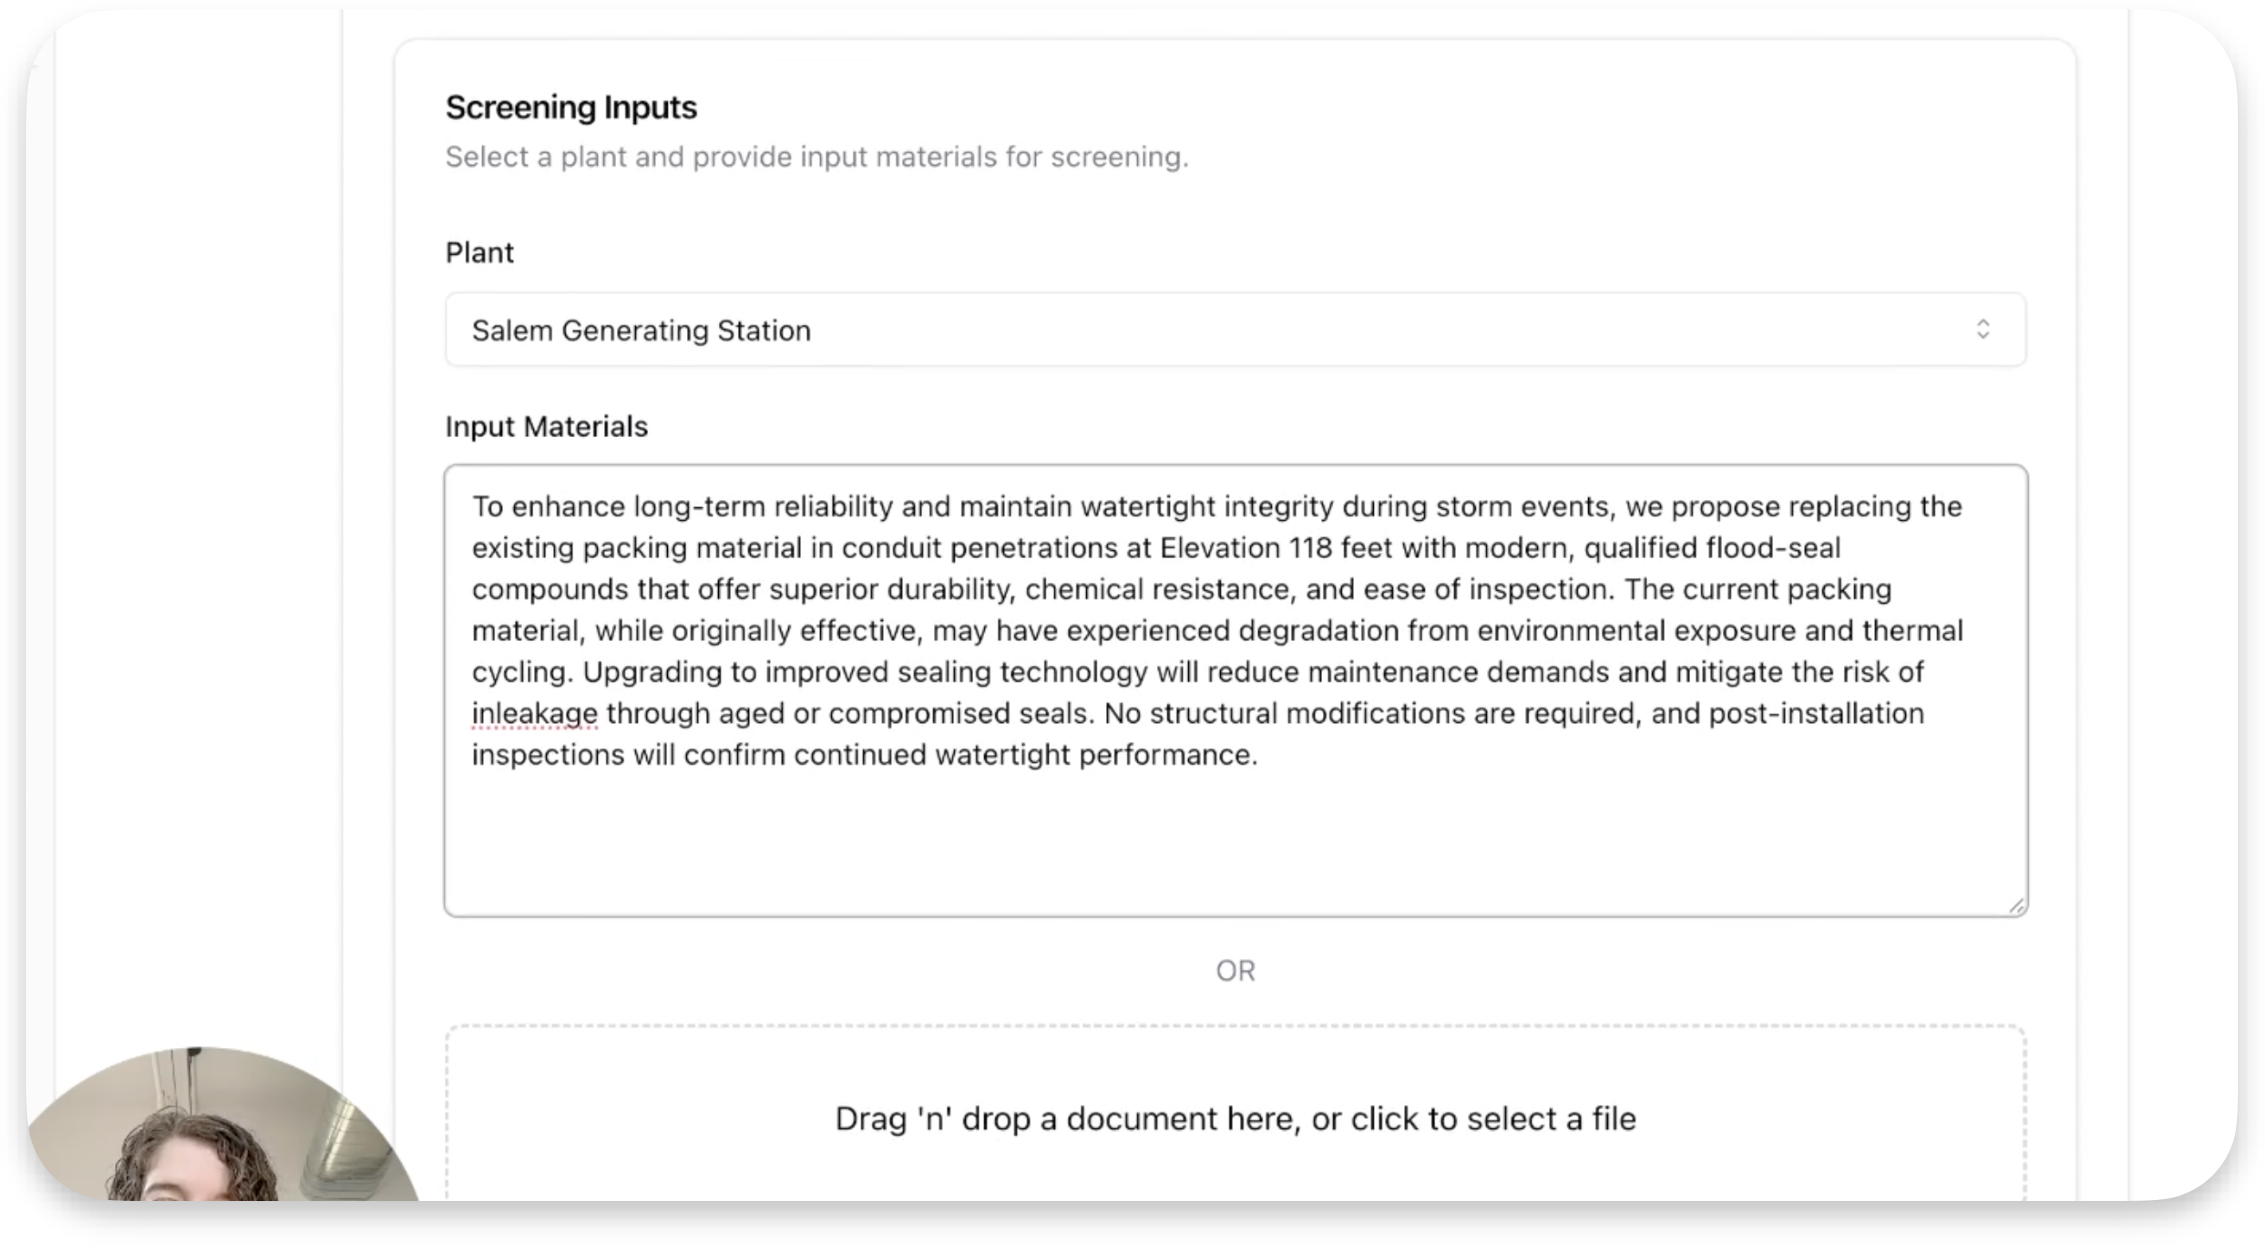 Screening Inputs
Select a plant and provide input materials for screening.
Plant
Salem Generating Station
Input Materials
To enhance long-term reliability and maintain watertight integrity during storm events, we propose replacing the
existing packing material in conduit penetrations at Elevation 118 feet with modern, qualified flood-seal
compounds that offer superior durability, chemical resistance, and ease of inspection. The current packing
material, while originally effective, may have experienced degradation from environmental exposure and thermal
cycling. Upgrading to improved sealing technology will reduce maintenance demands and mitigate the risk of
inleakage through aged or compromised seals. No structural modifications are required, and post-installation
inspections will confirm continued watertight performance.
OR
Drag 'n' drop a document here, or click to select a file